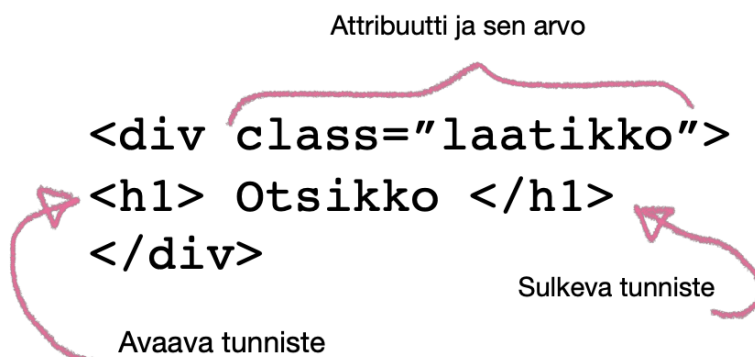 Attribuutti ja sen arvo
<div class=”laatikko”>
<h1> Otsikko </h1>
</div>
Sulkeva tunniste
Avaava tunniste